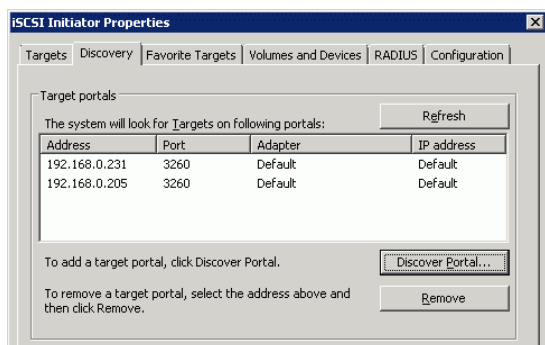 iSCSI Initiator Properties
Targets Discovery Favorite Targets Volumes and Devices RADIUS Configuration
Target portals
The system will look for Targets on following portals:
Refresh
Address Port Adapter IP address
192.168.0.231 3260 Default Default
192.168.0.205 3260 Default Default
To add a target portal, click Discover Portal.
Discover Portal...
To remove a target portal, select the address above and then click Remove.
Remove